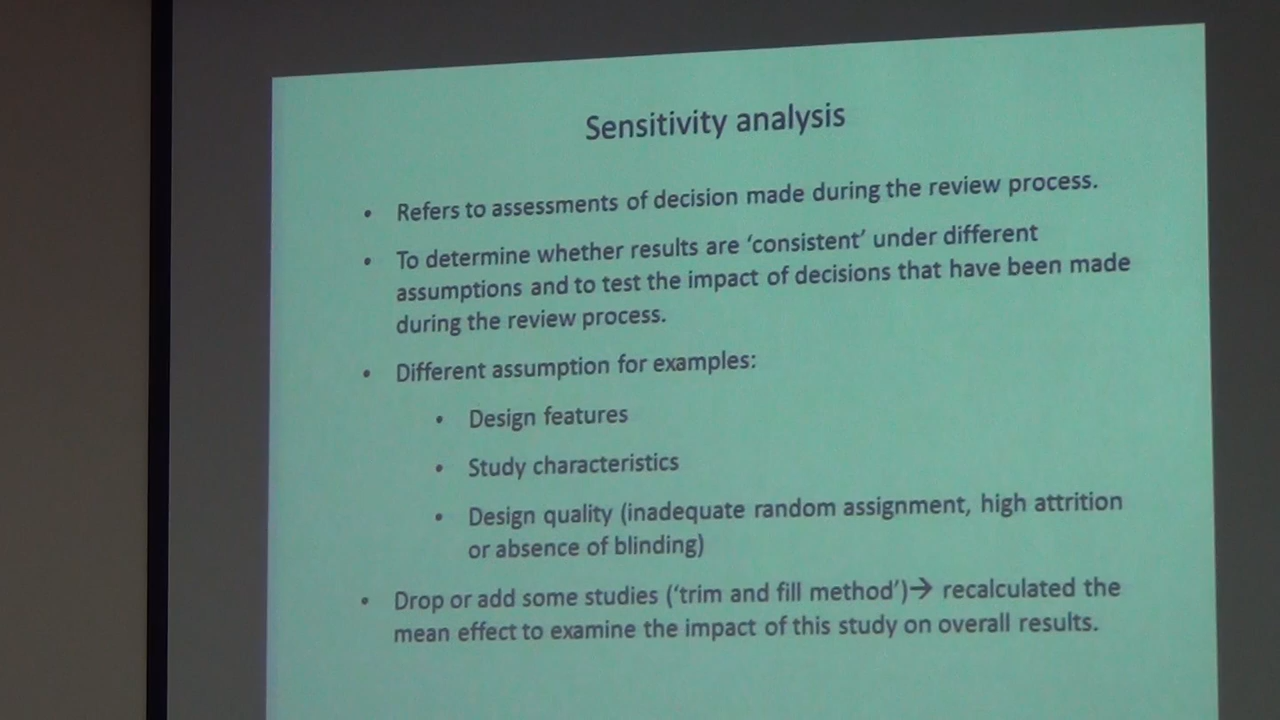 Sensitivity analysis
• Refers to assessments of decision made during the review process.
• To determine whether results are ‘consistent’ under different
assumptions and to test the impact of decisions that have been made
during the review process.
• Different assumption for examples:
• Design features
• Study characteristics
• Design quality (inadequate random assignment, high attrition
or absence of blinding)
• Drop or add some studies (‘trim and fill method’)→ recalculated the
mean effect to examine the impact of this study on overall results.